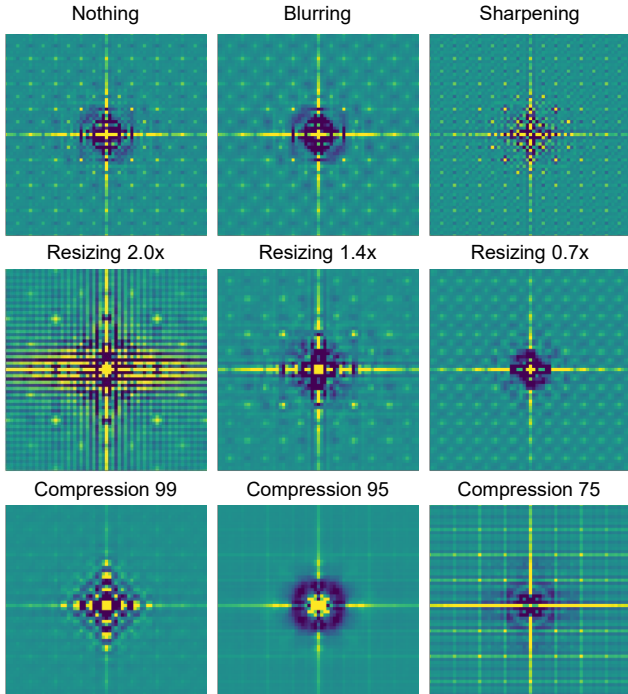 Nothing Blurring Sharpening
Resizing 2.0x Resizing 1.4x Resizing 0.7x
Compression 99 Compression 95 Compression 75